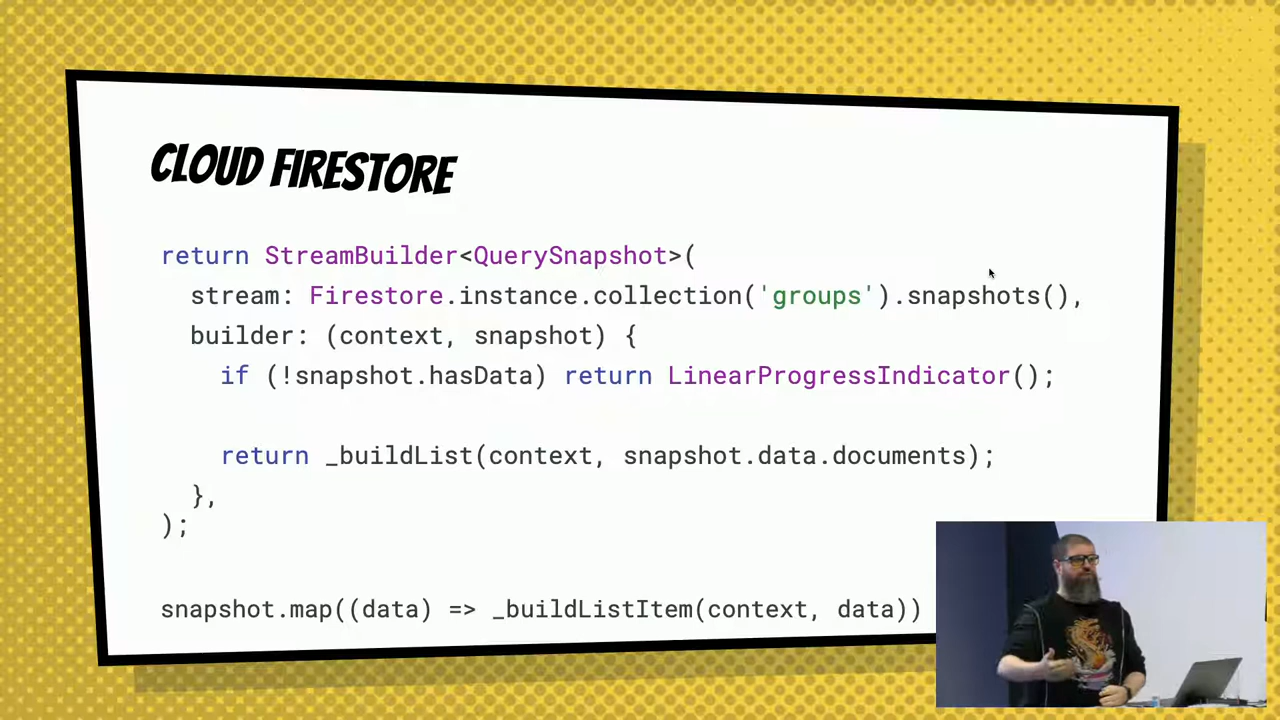 CLOUD FIRESTORE
return StreamBuilder<QuerySnapshot>(
stream: Firestore.instance.collection('groups').snapshots(),
builder: (context, snapshot) {
if (!snapshot.hasData) return LinearProgressIndicator();
return _buildList(context, snapshot.data.documents);
},
);
snapshot.map((data) => _buildListItem(context, data))